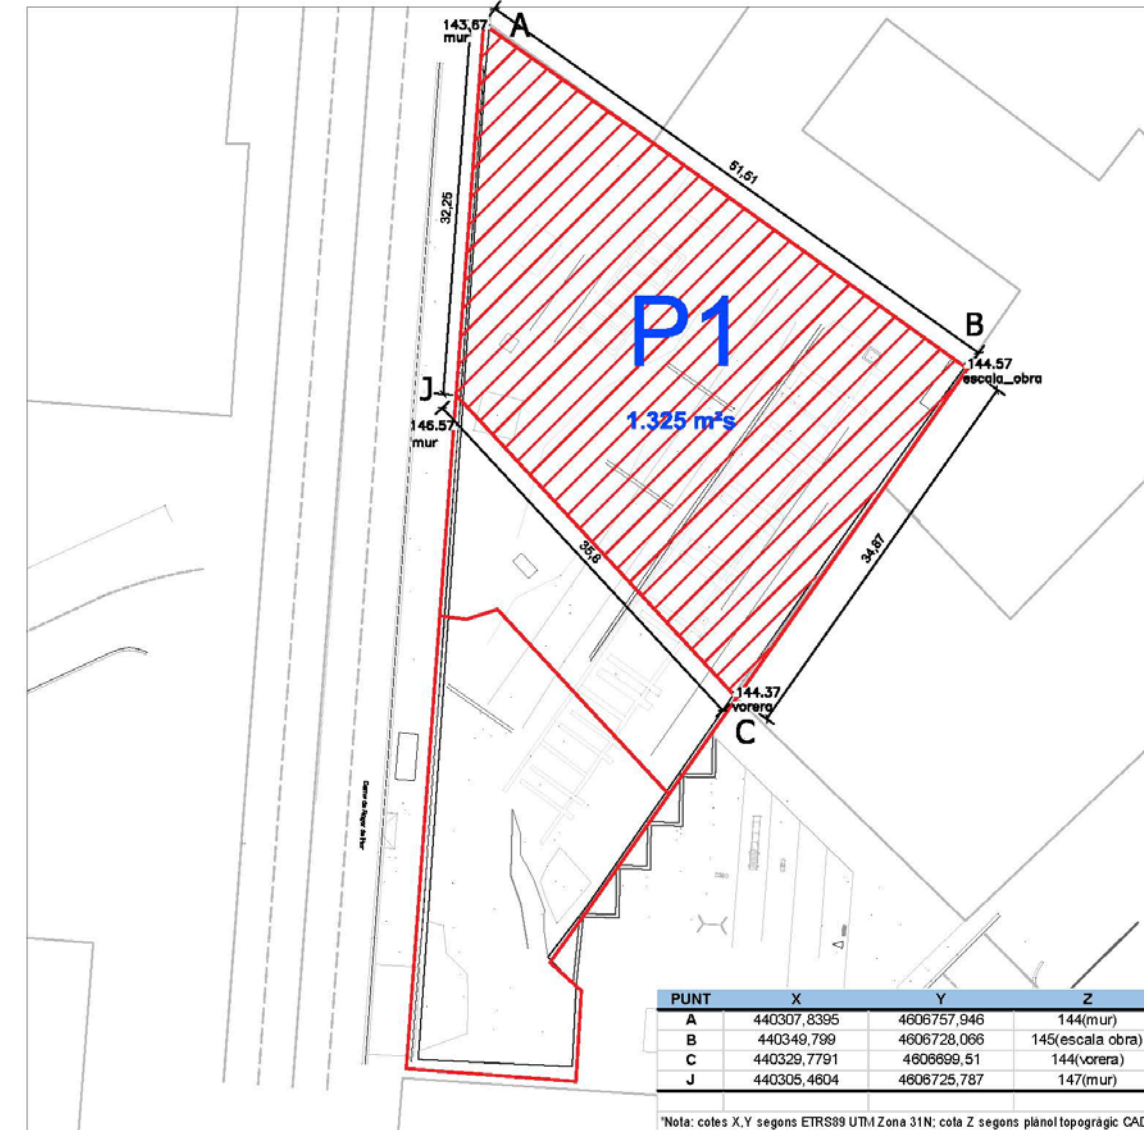 143.67
mur
A
51,61
32,25
P1
1.325 m²s
B
144.57
escala_obra
J
146.57
mur
35,6
34,87
144.37
vorera
C
PUNT X Y Z
A 440307,8395 4606757,946 144(mur)
B 440349,799 4606728,066 145(escala obra)
C 440329,7791 4606699,51 144(vorera)
J 440305,4604 4606725,787 147(mur)
*Nota: cotes X,Y segons ETRS89 UTM Zona 31N; cota Z segons plànol topogràgic CAD